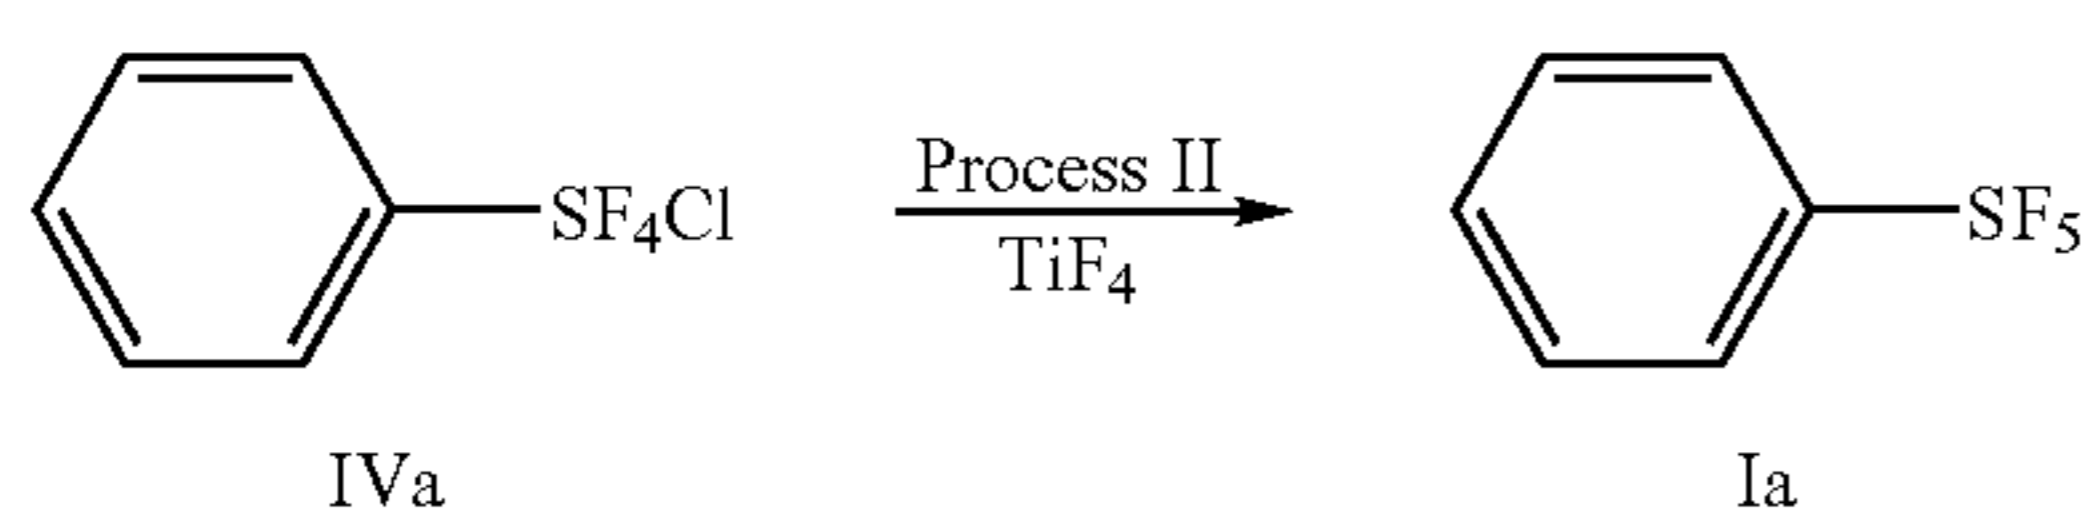 Process II
SF₄Cl
SF₅
TiF₄
IVa
Ia